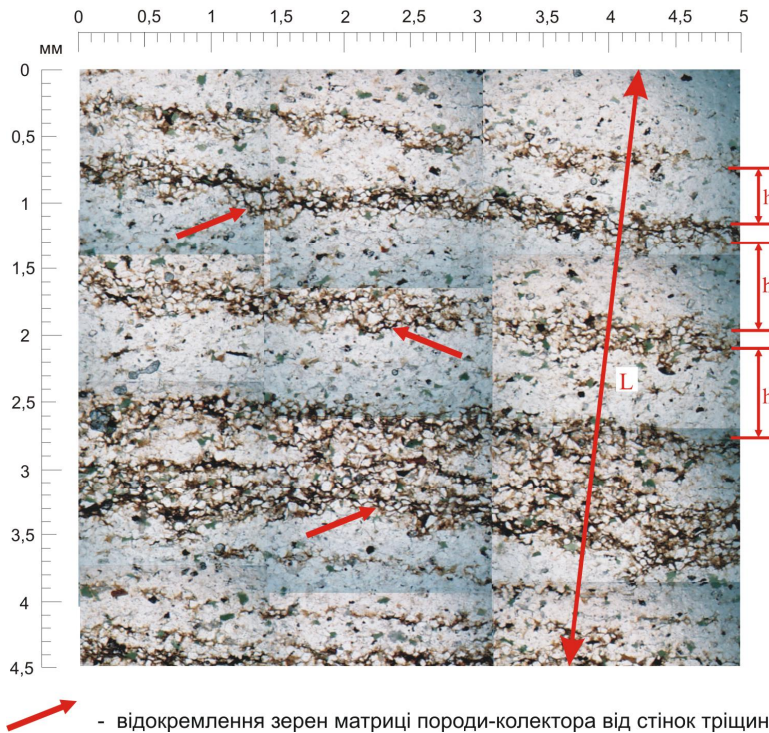 0 0,5 1 1,5 2 2,5 3 3,5 4 4,5 5
мм
0
0,5
h
1
h
1,5
2
L
h
2,5
3
3,5
4
4,5
- відокремлення зерен матриці породи-колектора від стінок тріщин